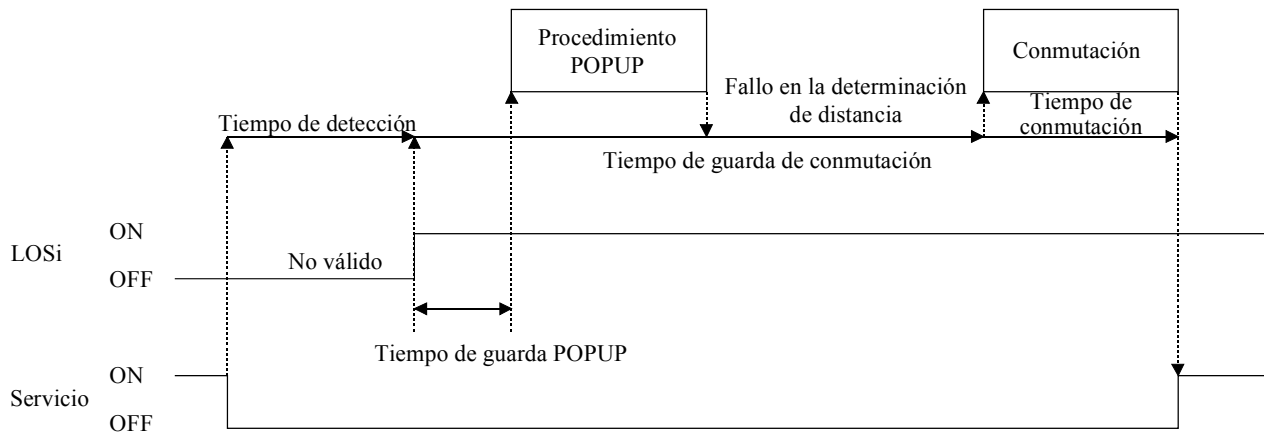 Procedimiento
POPUP
Conmutación
Fallo en la determinación
de distancia
Tiempo de
conmutación
Tiempo de detección
Tiempo de guarda de conmutación
LOSi
ON
OFF
No válido
Tiempo de guarda POPUP
Servicio
ON
OFF